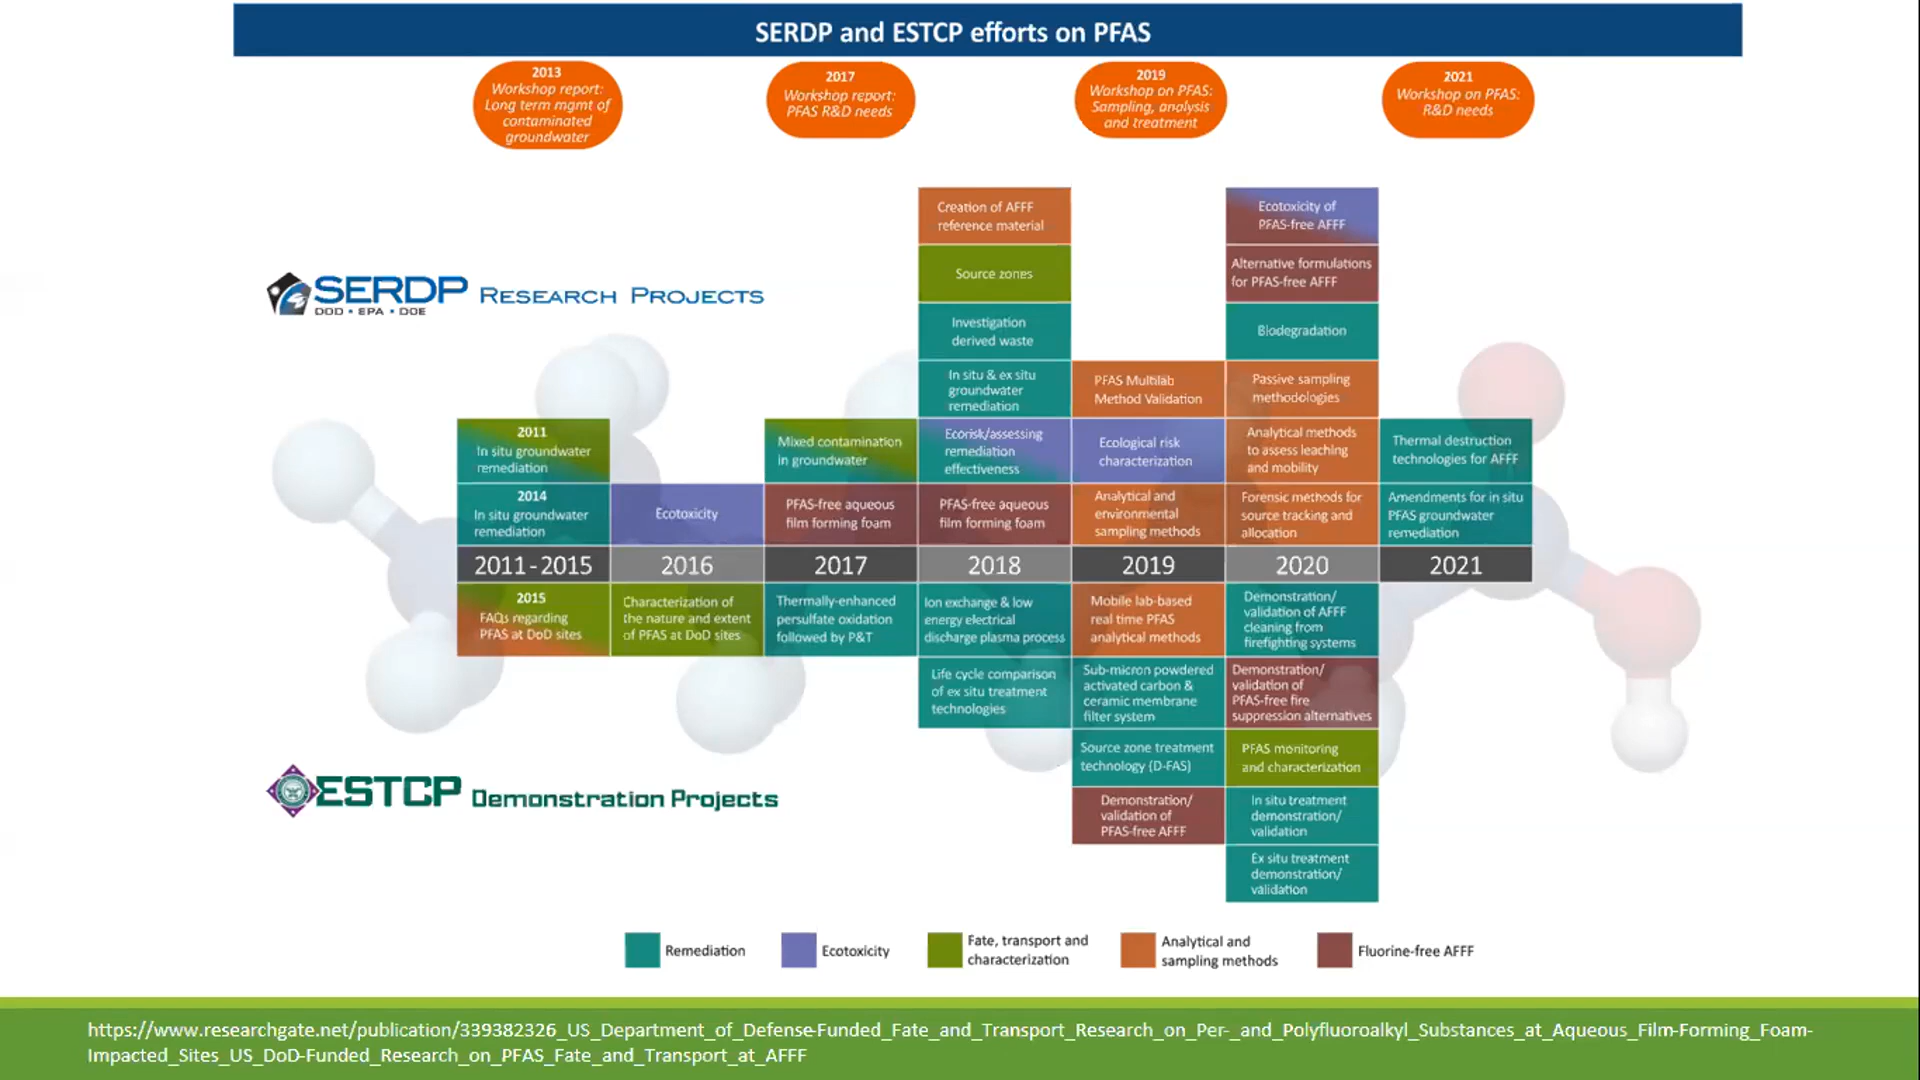 SERDP and ESTCP efforts on PFAS
2013
Workshop report:
Long term mgmt of
contaminated
groundwater
2017
Workshop report:
PFAS R&D needs
2019
Workshop on PFAS:
Sampling, analysis
and treatment
2021
Workshop on PFAS:
R&D needs
SERDP
DOD • EPA • DOE
RESEARCH PROJECTS
2011
In situ groundwater
remediation
2014
In situ groundwater
remediation
Ecotoxicity
Mixed contamination
in groundwater
PFAS-free aqueous
film forming foam
Creation of AFFF
reference material
Source zones
Investigation
derived waste
In situ & ex situ
groundwater
remediation
Ecorisk/assessing
remediation
effectiveness
PFAS-free aqueous
film forming foam
PFAS Multilab
Method Validation
Ecological risk
characterization
Analytical and
environmental
sampling methods
Ecotoxicity of
PFAS-free AFFF
Alternative formulations
for PFAS-free AFFF
Biodegradation
Passive sampling
methodologies
Analytical methods
to assess leaching
and mobility
Forensic methods for
source tracking and
allocation
Thermal destruction
technologies for AFFF
Amendments for in situ
PFAS groundwater
remediation
2011-2015
2016
2017
2018
2019
2020
2021
2015
FAQs regarding
PFAS at DoD sites
Characterization of
the nature and extent
of PFAS at DoD sites
Thermally-enhanced
persulfate oxidation
followed by P&T
Ion exchange & low
energy electrical
discharge plasma process
Life cycle comparison
of ex situ treatment
technologies
Mobile lab-based
real time PFAS
analytical methods
Sub-micron powdered
activated carbon &
ceramic membrane
filter system
Source zone treatment
technology (D-FAS)
Demonstration/
validation of
PFAS-free AFFF
Demonstration/
validation of AFFF
cleaning from
firefighting systems
Demonstration/
validation of
PFAS-free fire
suppression alternatives
PFAS monitoring
and characterization
In situ treatment
demonstration/
validation
Ex situ treatment
demonstration/
validation
ESTCP Demonstration Projects
Remediation
Ecotoxicity
Fate, transport and
characterization
Analytical and
sampling methods
Fluorine-free AFFF
https://www.researchgate.net/publication/339382326_US_Department_of_Defense-Funded_Fate_and_Transport_Research_on_Per-_and_Polyfluoroalkyl_Substances_at_Aqueous_Film-Forming_Foam-
Impacted_Sites_US_DoD-Funded_Research_on_PFAS_Fate_and_Transport_at_AFFF